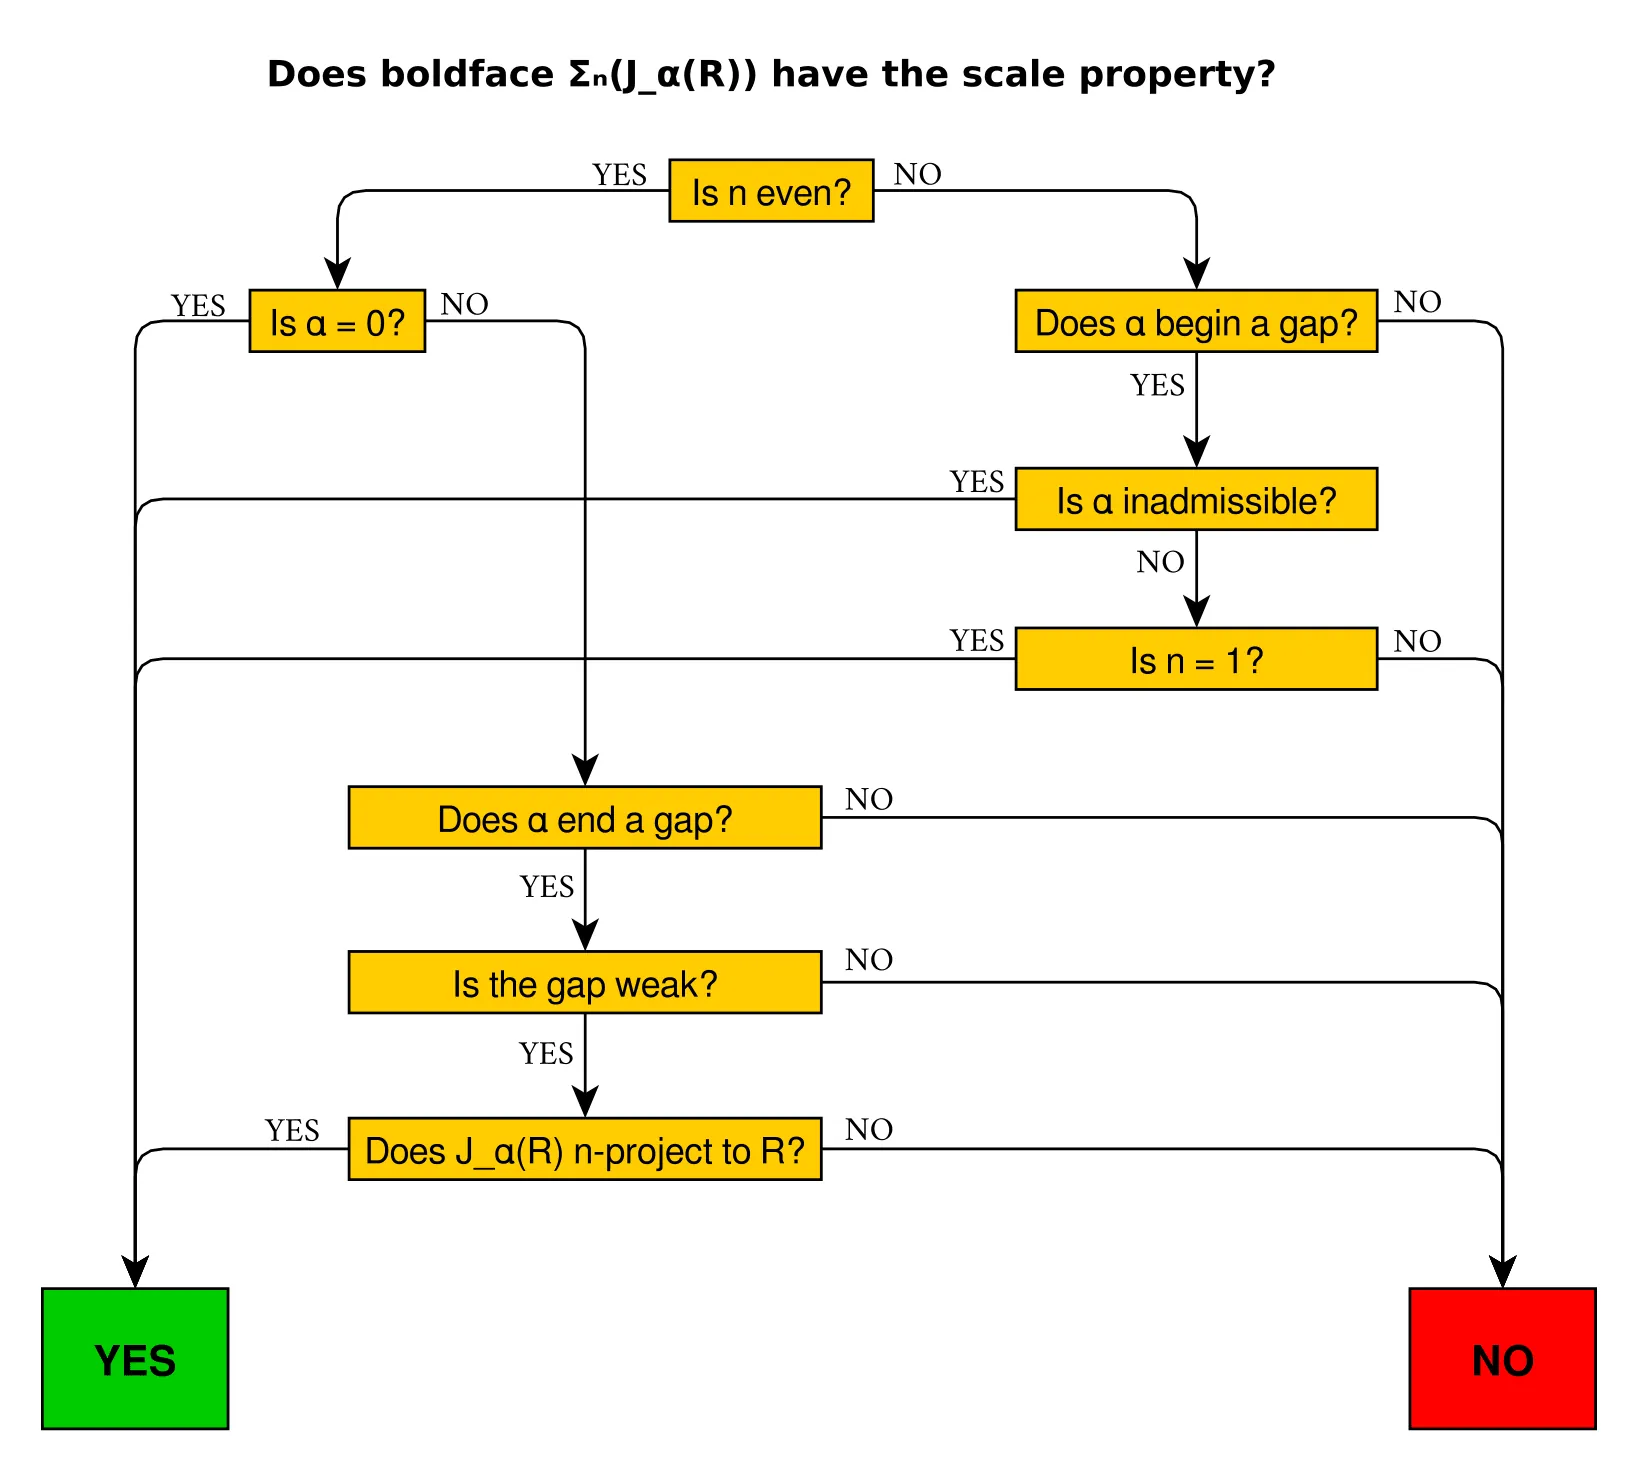 Does boldface Σₙ(J_α(R)) have the scale property?
YES
Is n even?
NO
YES
Is α = 0?
NO
Does α begin a gap?
NO
YES
YES
Is α inadmissible?
NO
YES
Is n = 1?
NO
Does α end a gap?
NO
YES
Is the gap weak?
NO
YES
YES
Does J_α(R) n-project to R?
NO
YES
NO